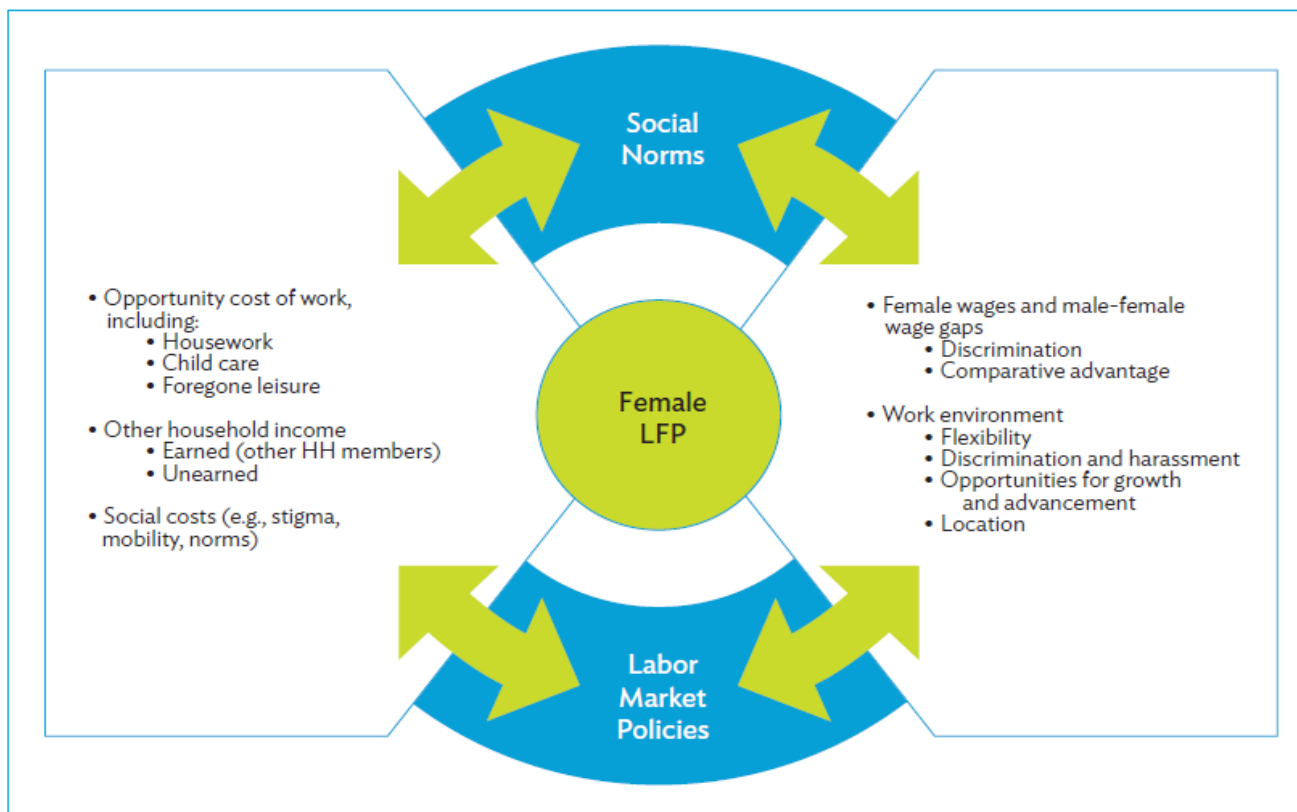 Social
Norms
• Opportunity cost of work,
including:
• Housework
• Child care
• Foregone leisure
• Other household income
• Earned (other HH members)
• Unearned
• Social costs (e.g., stigma,
mobility, norms)
Female
LFP
• Female wages and male–female
wage gaps
• Discrimination
• Comparative advantage
• Work environment
• Flexibility
• Discrimination and harassment
• Opportunities for growth
and advancement
• Location
Labor
Market
Policies